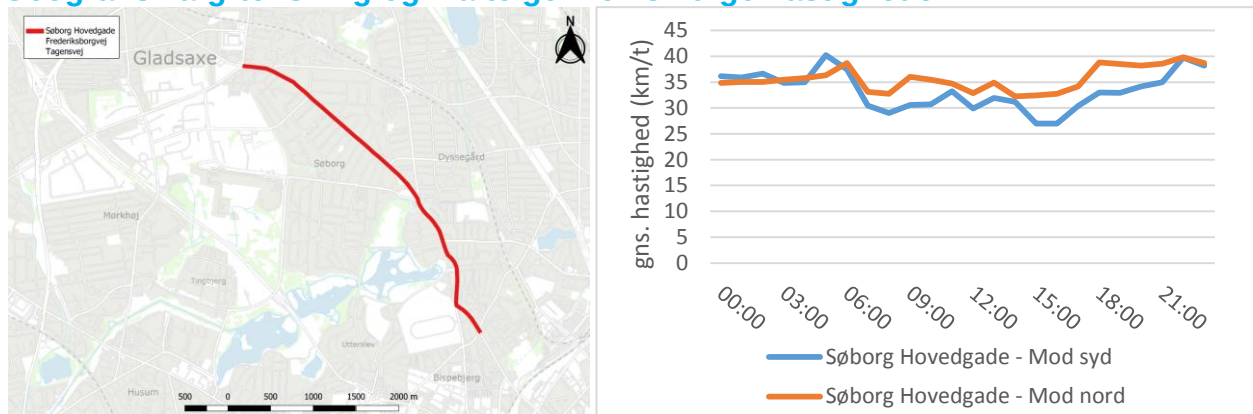 Søborg Hovedgade
Frederiksborgvej
Tagensvej
N
Gladsaxe
Søborg
Dyssegård
Mørkhøj
Tingbjerg
Utterslev
Bispebjerg
Husum
500 0 500 1000 1500 2000 m
gns. hastighed (km/t)
45
40
35
30
25
20
15
10
5
0
00:00 03:00 06:00 09:00 12:00 15:00 18:00 21:00
Søborg Hovedgade - Mod syd
Søborg Hovedgade - Mod nord